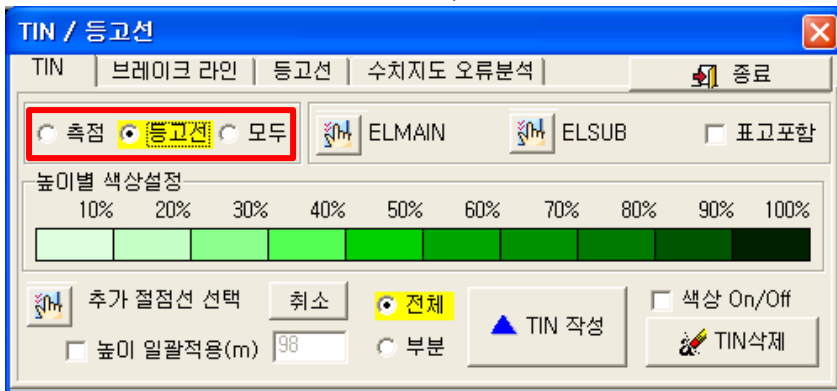 TIN / 등고선
TIN 브레이크 라인 등고선 수치지도 오류분석 종료
측점 등고선 모두 ELMAIN ELSUB 표고포함
높이별 색상설정
10% 20% 30% 40% 50% 60% 70% 80% 90% 100%
추가 절점선 선택 취소 전체 TIN 작성 색상 On/Off
높이 일괄적용(m) 98 부분 TIN삭제